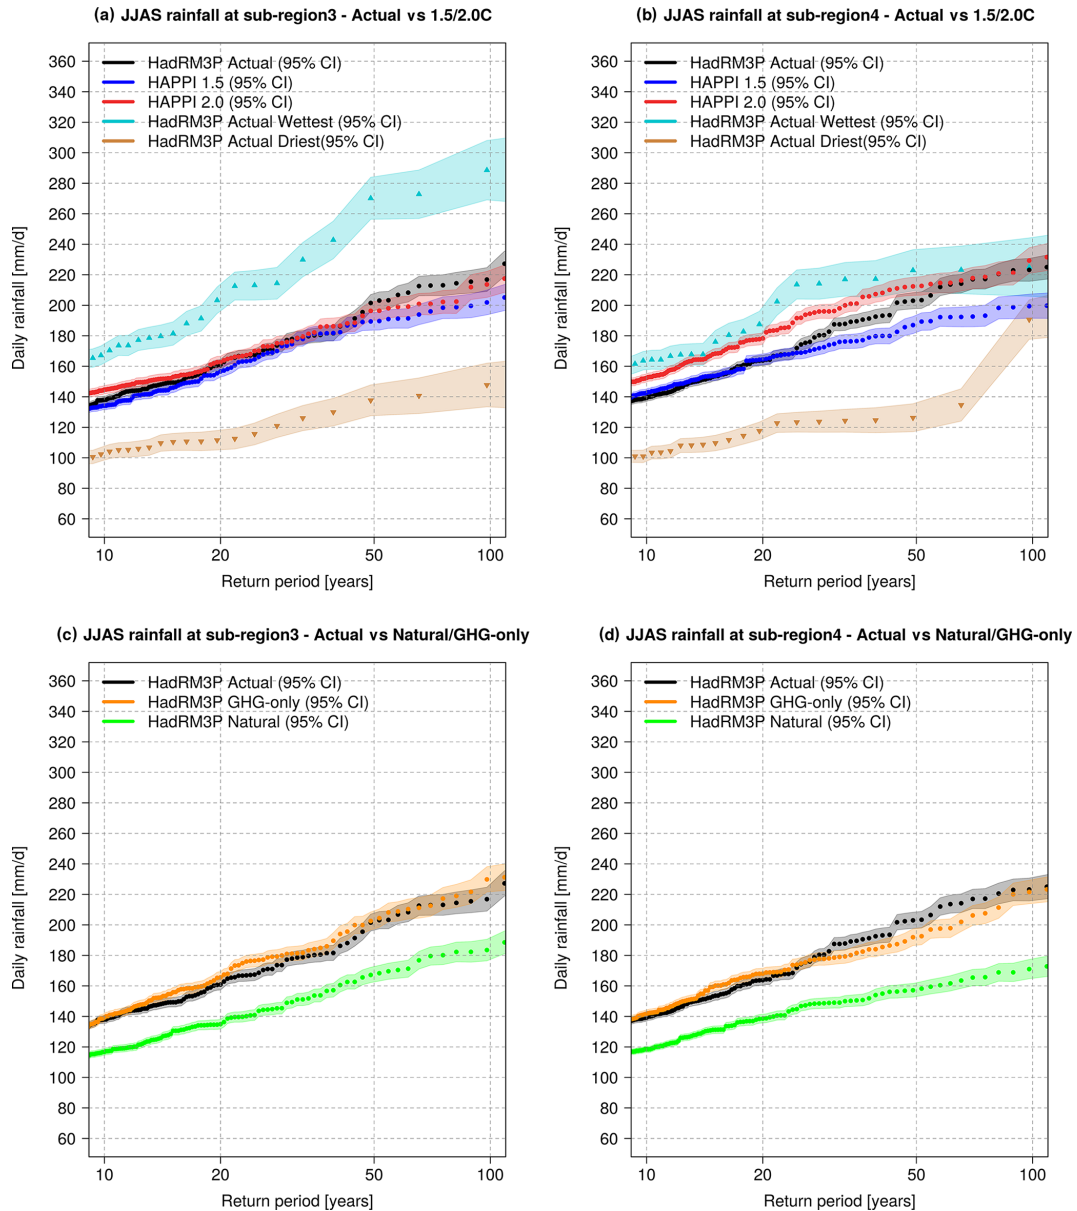 (a) JJAS rainfall at sub-region3 - Actual vs 1.5/2.0C
HadRM3P Actual (95% CI)
HAPPI 1.5 (95% CI)
HAPPI 2.0 (95% CI)
HadRM3P Actual Wettest (95% CI)
HadRM3P Actual Driest(95% CI)
360
340
320
300
280
260
240
220
200
180
160
140
120
100
80
60
Daily rainfall [mm/d]
10 20 50 100
Return period [years]
(b) JJAS rainfall at sub-region4 - Actual vs 1.5/2.0C
HadRM3P Actual (95% CI)
HAPPI 1.5 (95% CI)
HAPPI 2.0 (95% CI)
HadRM3P Actual Wettest (95% CI)
HadRM3P Actual Driest(95% CI)
360
340
320
300
280
260
240
220
200
180
160
140
120
100
80
60
Daily rainfall [mm/d]
10 20 50 100
Return period [years]
(c) JJAS rainfall at sub-region3 - Actual vs Natural/GHG-only
HadRM3P Actual (95% CI)
HadRM3P GHG-only (95% CI)
HadRM3P Natural (95% CI)
360
340
320
300
280
260
240
220
200
180
160
140
120
100
80
60
Daily rainfall [mm/d]
10 20 50 100
Return period [years]
(d) JJAS rainfall at sub-region4 - Actual vs Natural/GHG-only
HadRM3P Actual (95% CI)
HadRM3P GHG-only (95% CI)
HadRM3P Natural (95% CI)
360
340
320
300
280
260
240
220
200
180
160
140
120
100
80
60
Daily rainfall [mm/d]
10 20 50 100
Return period [years]